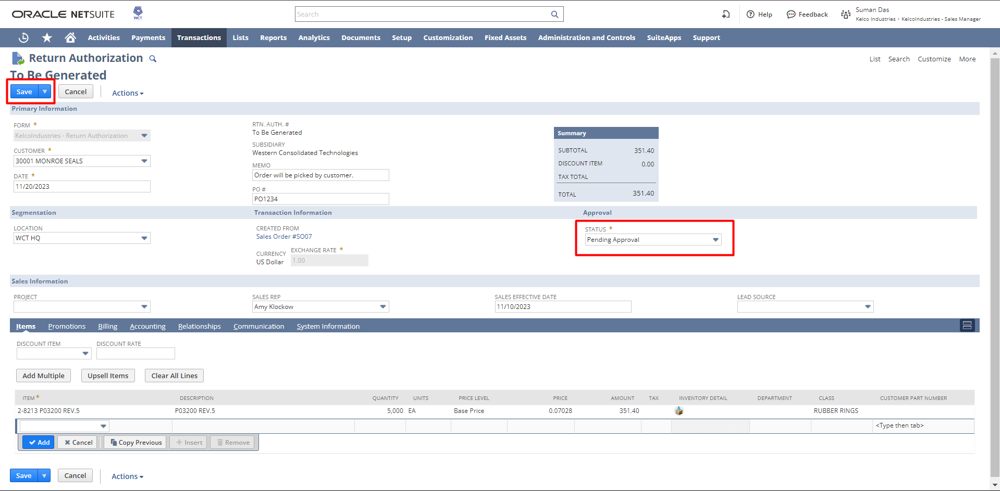 ORACLE NETSUITE
WCT
Search
Help
Feedback
Suman Das
Kelco Industries - KelcoIndustries - Sales Manager
Activities Payments Transactions Lists Reports Analytics Documents Setup Customization Fixed Assets Administration and Controls SuiteApps Support
Return Authorization
List Search Customize More
To Be Generated
Save Cancel Actions
Primary Information
FORM *
KelcoIndustries - Return Authorization
CUSTOMER *
30001 MONROE SEALS
DATE *
11/20/2023
RTN. AUTH. #
To Be Generated
SUBSIDIARY
Western Consolidated Technologies
MEMO
Order will be picked by customer.
PO #
PO1234
Summary
SUBTOTAL 351.40
DISCOUNT ITEM 0.00
TAX TOTAL
TOTAL 351.40
Segmentation Transaction Information Approval
LOCATION
WCT HQ
CREATED FROM
Sales Order #SO07
CURRENCY
US Dollar
EXCHANGE RATE *
1.00
STATUS *
Pending Approval
Sales Information
PROJECT
SALES REP
Amy Klockow
SALES EFFECTIVE DATE
11/10/2023
LEAD SOURCE
Items Promotions Billing Accounting Relationships Communication System Information
DISCOUNT ITEM DISCOUNT RATE
Add Multiple Upsell Items Clear All Lines
ITEM * DESCRIPTION QUANTITY UNITS PRICE LEVEL PRICE AMOUNT TAX INVENTORY DETAIL DEPARTMENT CLASS CUSTOMER PART NUMBER
2-8213 P03200 REV.5 P03200 REV.5 5,000 EA Base Price 0.07028 351.40 RUBBER RINGS
<Type then tab>
Add Cancel Copy Previous Insert Remove
Save Cancel Actions